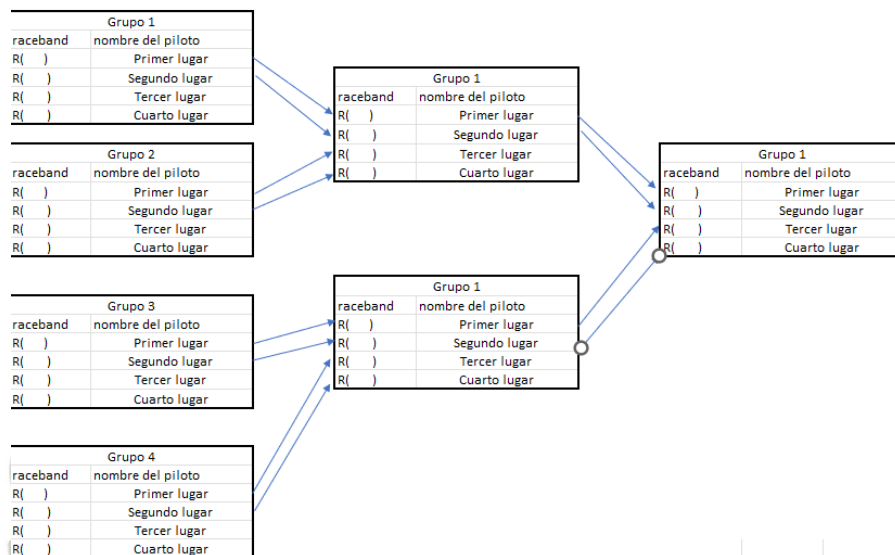 Grupo 1
raceband nombre del piloto
R( ) Primer lugar
R( ) Segundo lugar
R( ) Tercer lugar
R( ) Cuarto lugar
Grupo 2
raceband nombre del piloto
R( ) Primer lugar
R( ) Segundo lugar
R( ) Tercer lugar
R( ) Cuarto lugar
Grupo 3
raceband nombre del piloto
R( ) Primer lugar
R( ) Segundo lugar
R( ) Tercer lugar
R( ) Cuarto lugar
Grupo 4
raceband nombre del piloto
R( ) Primer lugar
R( ) Segundo lugar
R( ) Tercer lugar
R( ) Cuarto lugar
Grupo 1
raceband nombre del piloto
R( ) Primer lugar
R( ) Segundo lugar
R( ) Tercer lugar
R( ) Cuarto lugar
Grupo 1
raceband nombre del piloto
R( ) Primer lugar
R( ) Segundo lugar
R( ) Tercer lugar
R( ) Cuarto lugar
Grupo 1
raceband nombre del piloto
R( ) Primer lugar
R( ) Segundo lugar
R( ) Tercer lugar
R( ) Cuarto lugar